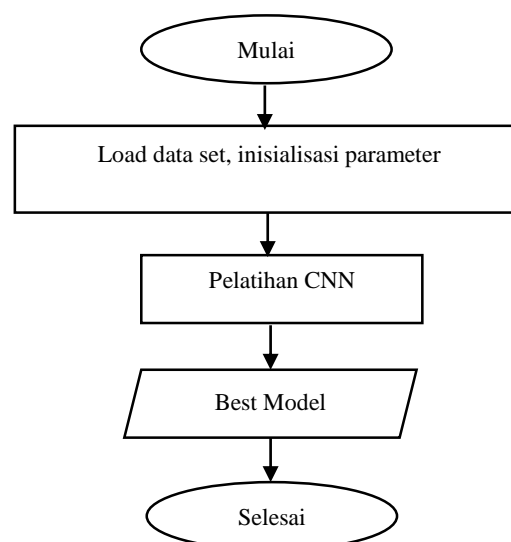 Mulai
Load data set, inisialisasi parameter
Pelatihan CNN
Best Model
Selesai